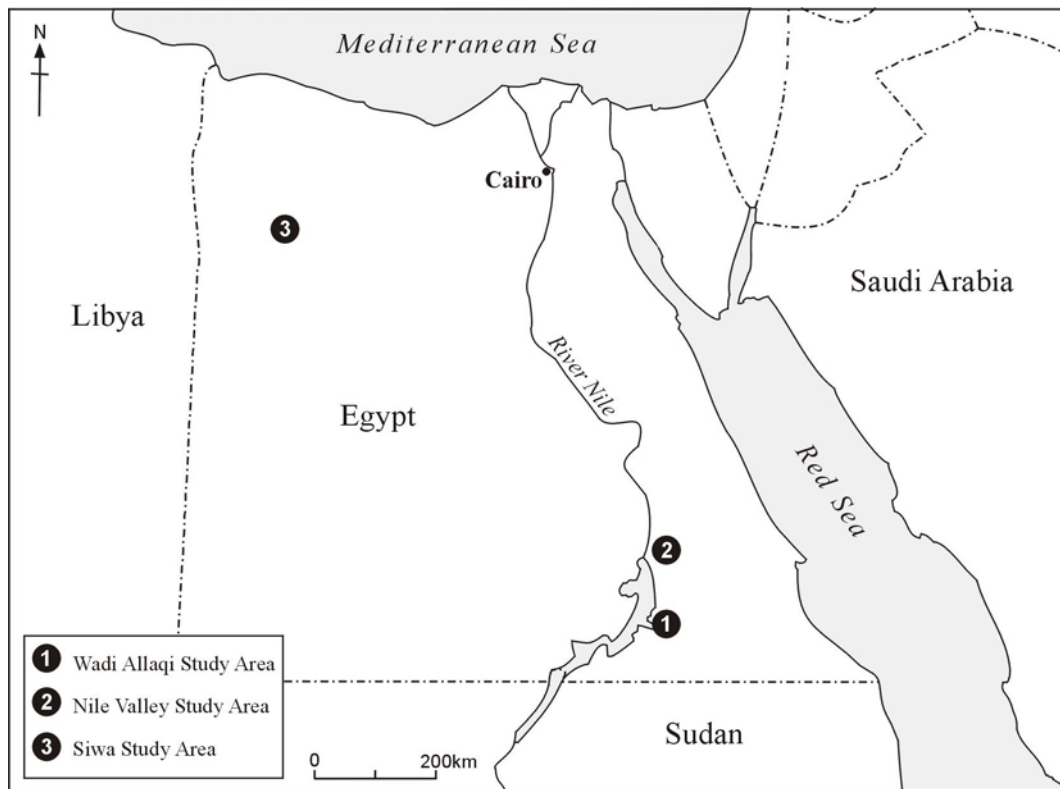 N
Mediterranean Sea
Cairo
3
Saudi Arabia
Libya
River Nile
Egypt
Red Sea
2
1
1 Wadi Allaqi Study Area
2 Nile Valley Study Area
3 Siwa Study Area
Sudan
0 200km